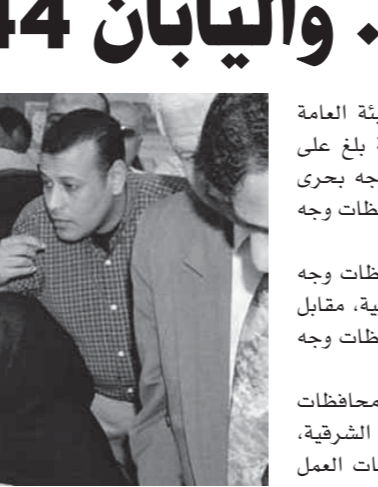 . واليابان 44
يئة العامة
ة بلغ على
جه بحرى
ظات وجه
ظات وجه
ية، مقابل
ظات وجه
محافظات
الشرقية،
ات العمل